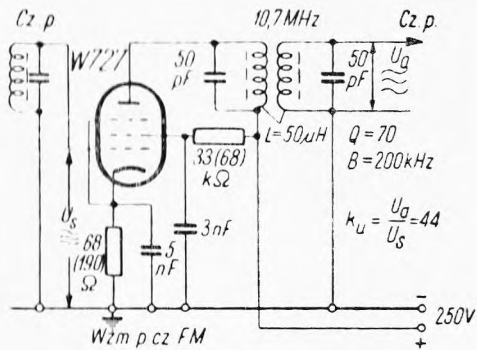 Cz. p
W727
10,7MHz
Cz. p.
50
pF
50
pF
Ua
L=50µH
Q = 70
B = 200kHz
33(68)
kΩ
ku = Ua/Us = 44
Us
68
(190)
Ω
5
nF
3nF
−
250V
+
Wzm p cz FM